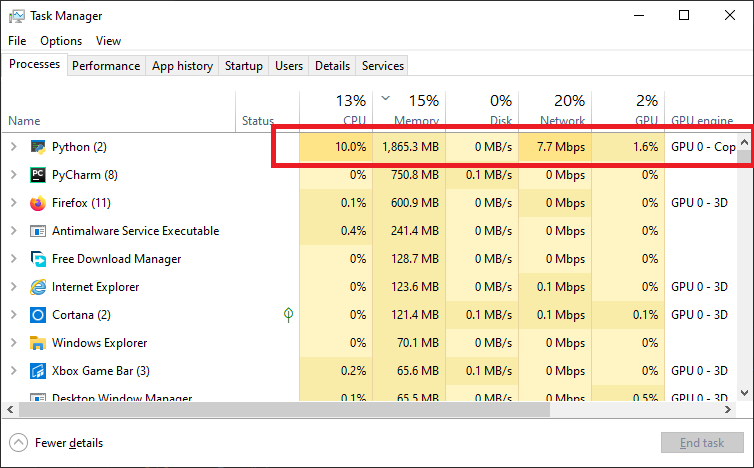 Task Manager
File Options View
Processes Performance App history Startup Users Details Services
13% 15% 0% 20% 2%
Name Status CPU Memory Disk Network GPU GPU engine
Python (2) 10.0% 1,865.3 MB 0 MB/s 7.7 Mbps 1.6% GPU 0 - Cop
PyCharm (8) 0% 750.8 MB 0.1 MB/s 0 Mbps 0%
Firefox (11) 0.1% 600.9 MB 0 MB/s 0 Mbps 0% GPU 0 - 3D
Antimalware Service Executable 0.4% 241.4 MB 0 MB/s 0 Mbps 0%
Free Download Manager 0% 128.7 MB 0 MB/s 0 Mbps 0%
Internet Explorer 0% 123.6 MB 0 MB/s 0.1 Mbps 0% GPU 0 - 3D
Cortana (2) 0% 121.4 MB 0.1 MB/s 0.1 Mbps 0.1% GPU 0 - 3D
Windows Explorer 0% 70.1 MB 0 MB/s 0 Mbps 0%
Xbox Game Bar (3) 0.2% 65.6 MB 0.1 MB/s 0 Mbps 0% GPU 0 - 3D
Desktop Window Manager 0.1% 65.5 MB 0 MB/s 0 Mbps 0.5% GPU 0 - 3D
Fewer details End task